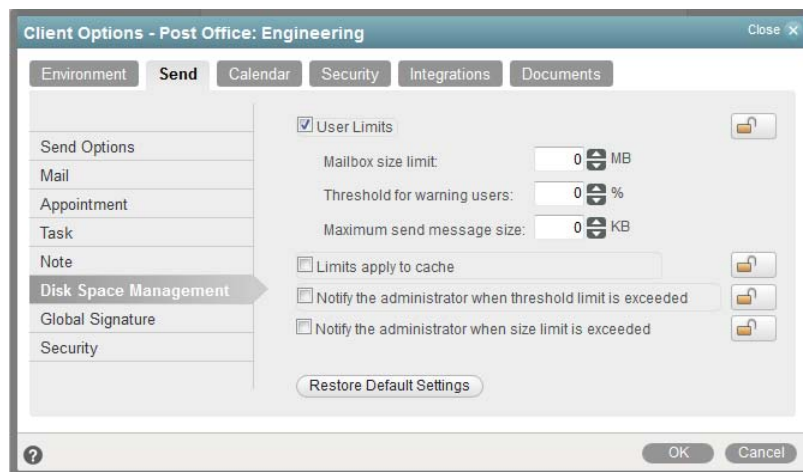 Client Options - Post Office: Engineering
Close X
Environment Send Calendar Security Integrations Documents
Send Options
Mail
Appointment
Task
Note
Disk Space Management
Global Signature
Security
User Limits
Mailbox size limit: 0 MB
Threshold for warning users: 0 %
Maximum send message size: 0 KB
Limits apply to cache
Notify the administrator when threshold limit is exceeded
Notify the administrator when size limit is exceeded
Restore Default Settings
?
OK Cancel